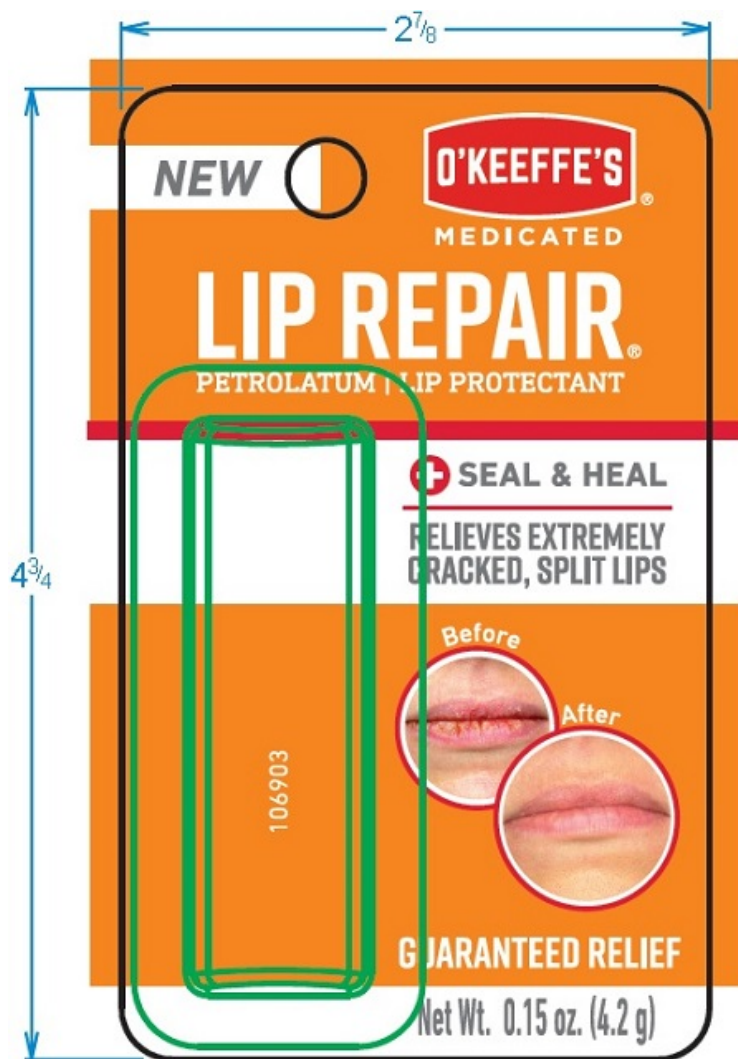 2⅞
NEW
O'KEEFFE'S®
MEDICATED
LIP REPAIR®
PETROLATUM | LIP PROTECTANT
SEAL & HEAL
RELIEVES EXTREMELY
CRACKED, SPLIT LIPS
4¾
Before
After
106903
GUARANTEED RELIEF
Net Wt. 0.15 oz. (4.2 g)